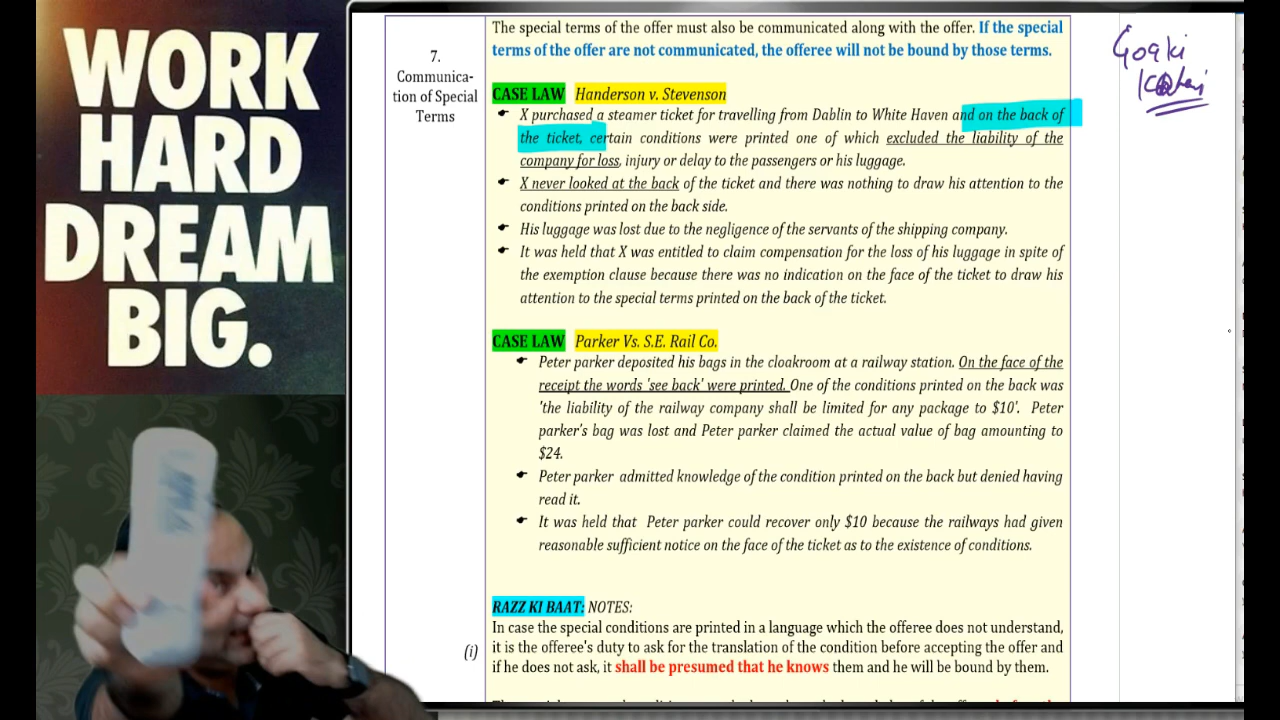 WORK
HARD
DREAM
BIG.
7.
Communica-
tion of Special
Terms
The special terms of the offer must also be communicated along with the offer. If the special
terms of the offer are not communicated, the offeree will not be bound by those terms.
CASE LAW Handerson v. Stevenson
X purchased a steamer ticket for travelling from Dablin to White Haven and on the back of
the ticket, certain conditions were printed one of which excluded the liability of the
company for loss, injury or delay to the passengers or his luggage.
X never looked at the back of the ticket and there was nothing to draw his attention to the
conditions printed on the back side.
His luggage was lost due to the negligence of the servants of the shipping company.
It was held that X was entitled to claim compensation for the loss of his luggage in spite of
the exemption clause because there was no indication on the face of the ticket to draw his
attention to the special terms printed on the back of the ticket.
CASE LAW Parker Vs. S.E. Rail Co.
Peter parker deposited his bags in the cloakroom at a railway station. On the face of the
receipt the words 'see back' were printed. One of the conditions printed on the back was
'the liability of the railway company shall be limited for any package to $10'. Peter
parker's bag was lost and Peter parker claimed the actual value of bag amounting to
$24.
Peter parker admitted knowledge of the condition printed on the back but denied having
read it.
It was held that Peter parker could recover only $10 because the railways had given
reasonable sufficient notice on the face of the ticket as to the existence of conditions.
RAZZ KI BAAT: NOTES:
(i)
In case the special conditions are printed in a language which the offeree does not understand,
it is the offeree's duty to ask for the translation of the condition before accepting the offer and
if he does not ask, it shall be presumed that he knows them and he will be bound by them.